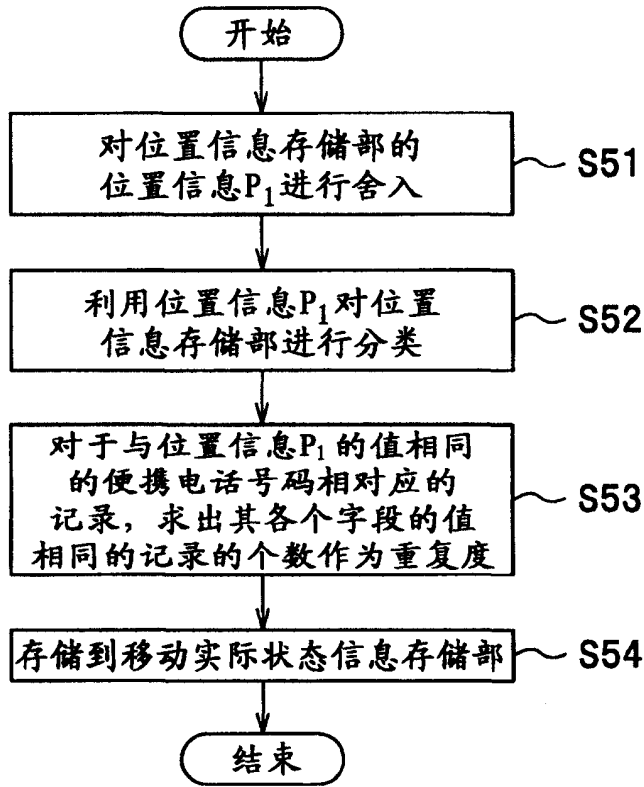 开始
对位置信息存储部的
位置信息P₁进行舍入
S51
利用位置信息P₁对位置
信息存储部进行分类
S52
对于与位置信息P₁的值相同
的便携电话号码相对应的
记录，求出其各个字段的值
相同的记录的个数作为重复度
S53
存储到移动实际状态信息存储部
S54
结束